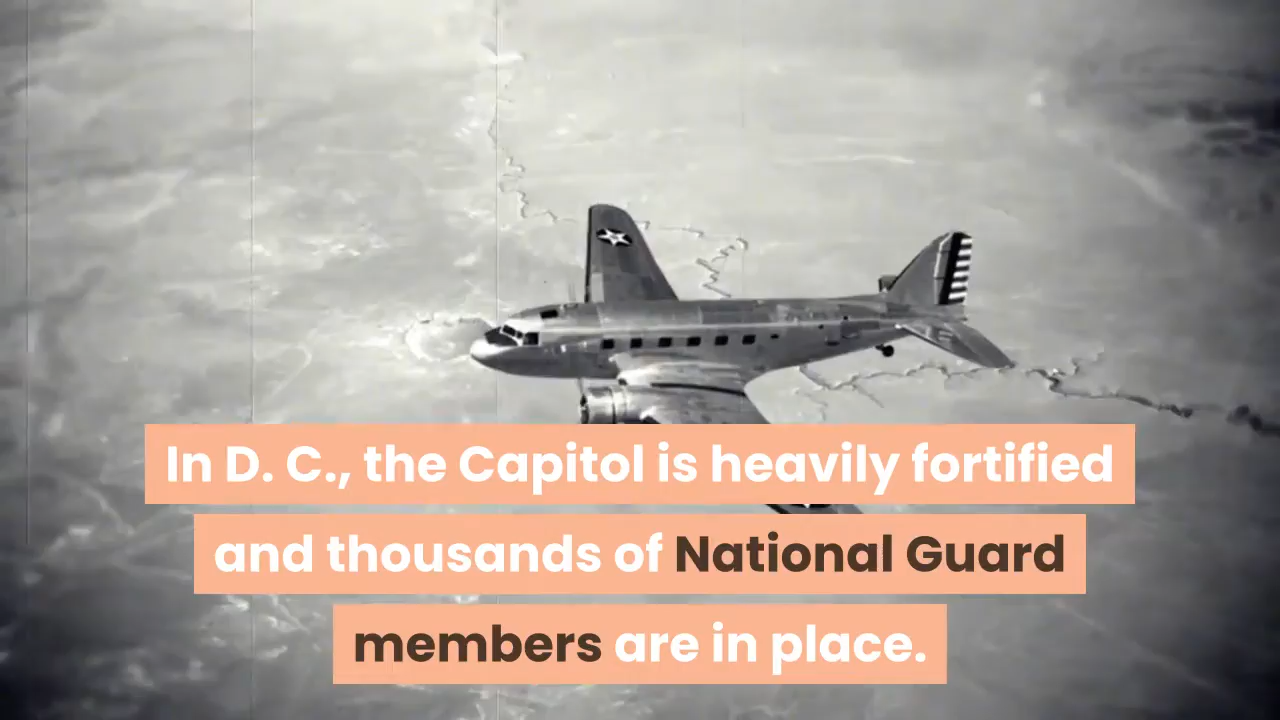 In D. C., the Capitol is heavily fortified
and thousands of National Guard
members are in place.